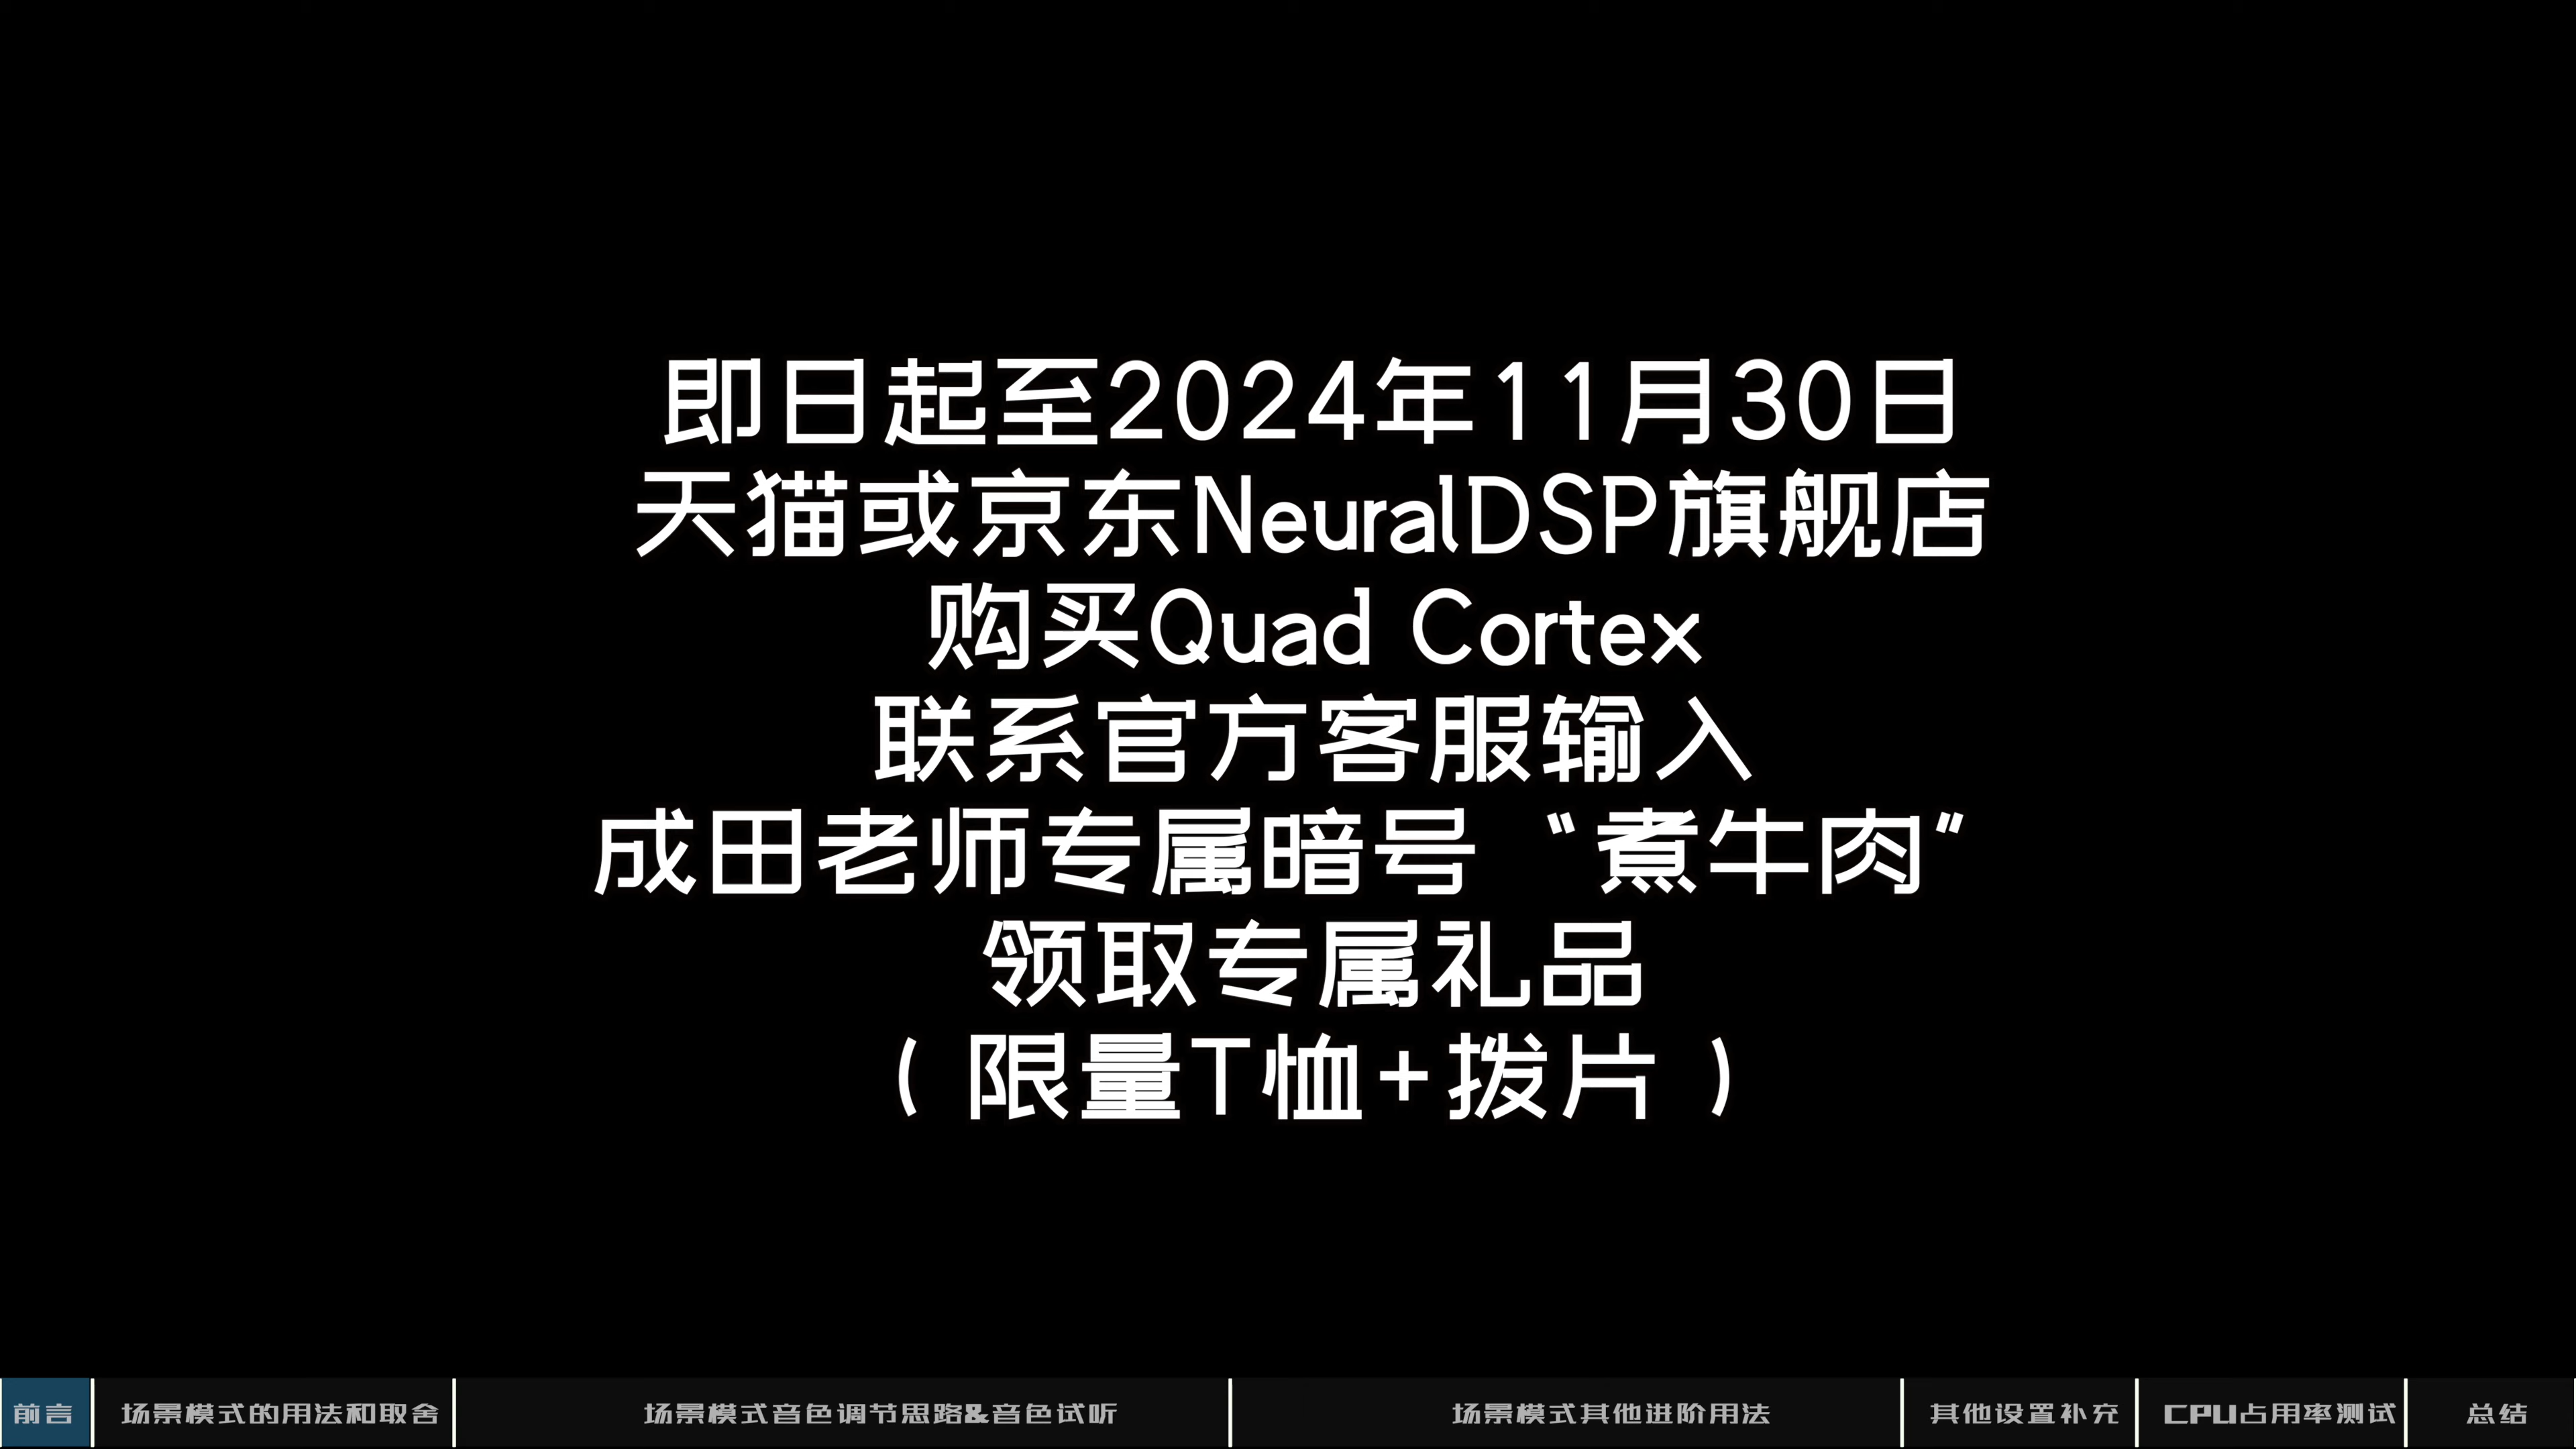 即日起至2024年11月30日
天猫或京东NeuralDSP旗舰店
购买Quad Cortex
联系官方客服输入
成田老师专属暗号“煮牛肉”
领取专属礼品
（限量T恤+拨片）
前言
场景模式的用法和取舍
场景模式音色调节思路&音色试听
场景模式其他进阶用法
其他设置补充
CPU占用率测试
总结